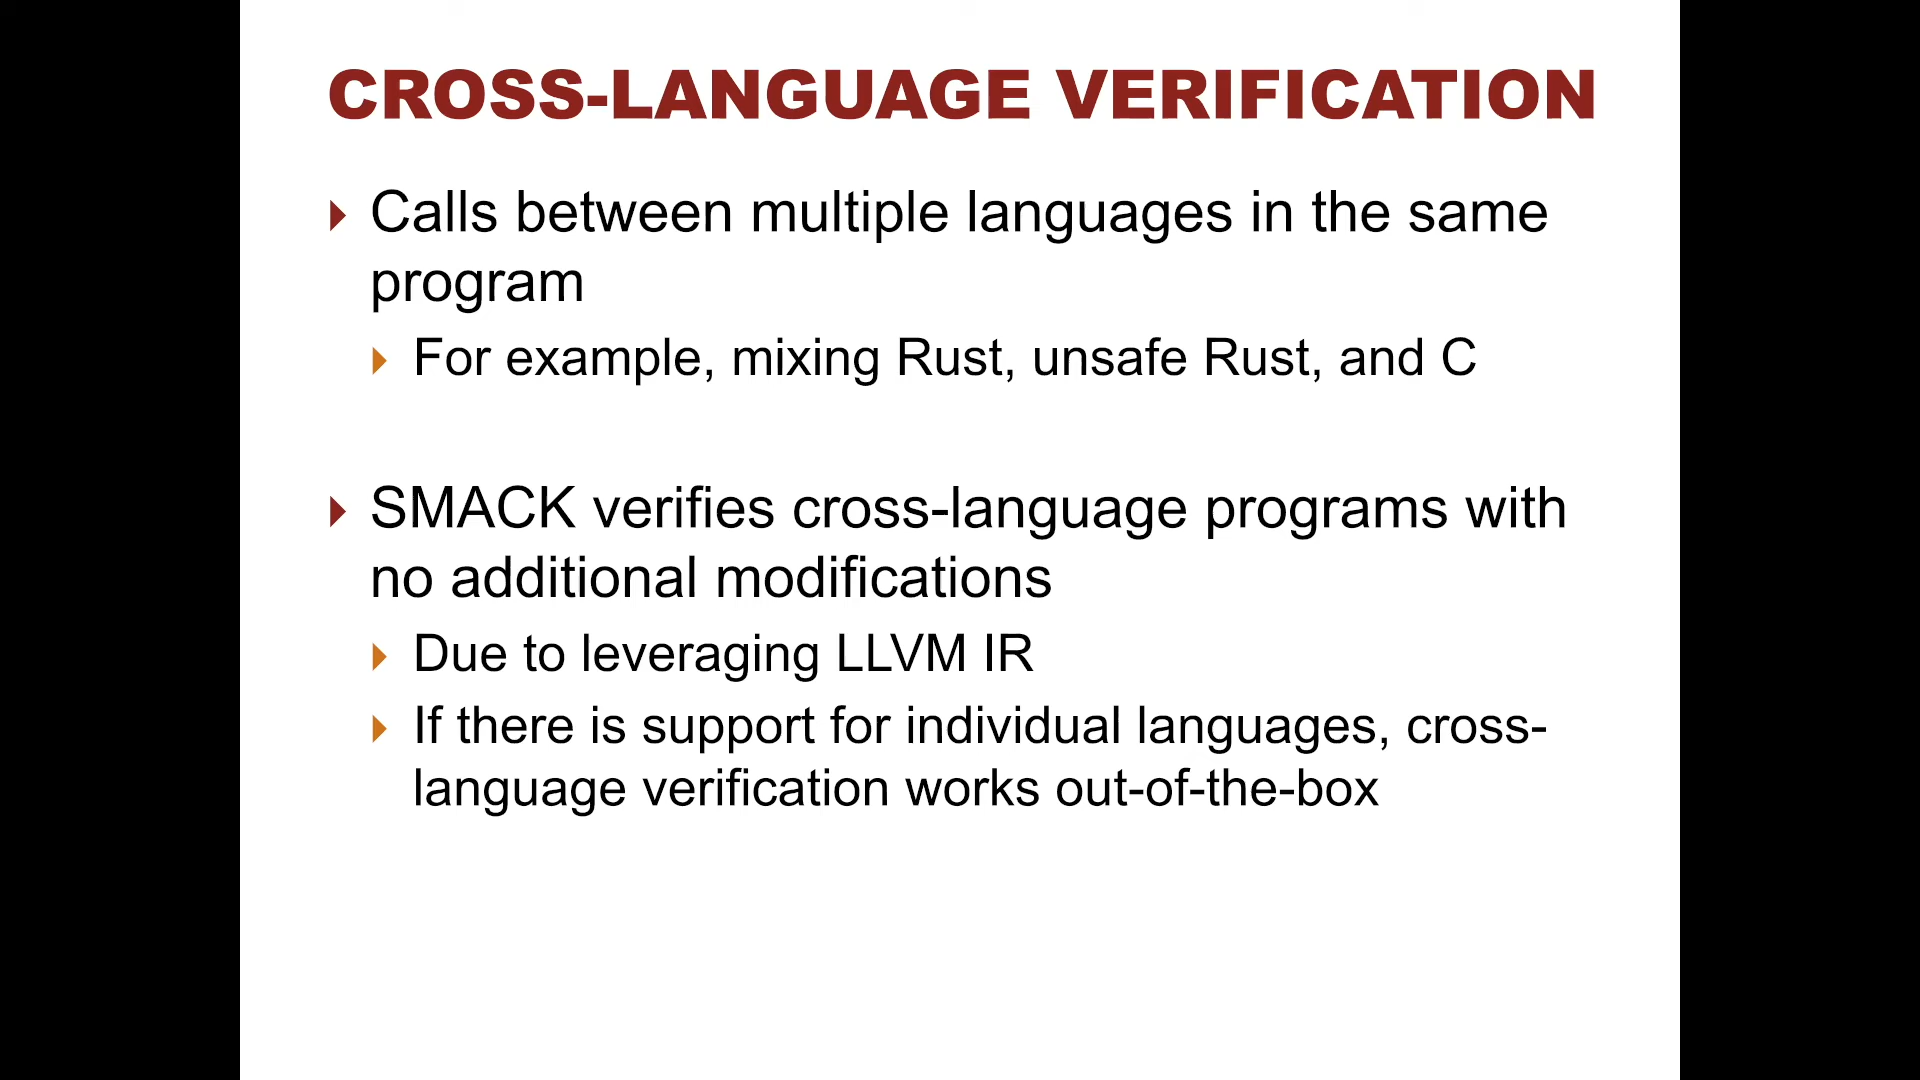 CROSS-LANGUAGE VERIFICATION
Calls between multiple languages in the same
program
For example, mixing Rust, unsafe Rust, and C
SMACK verifies cross-language programs with
no additional modifications
Due to leveraging LLVM IR
If there is support for individual languages, cross-
language verification works out-of-the-box